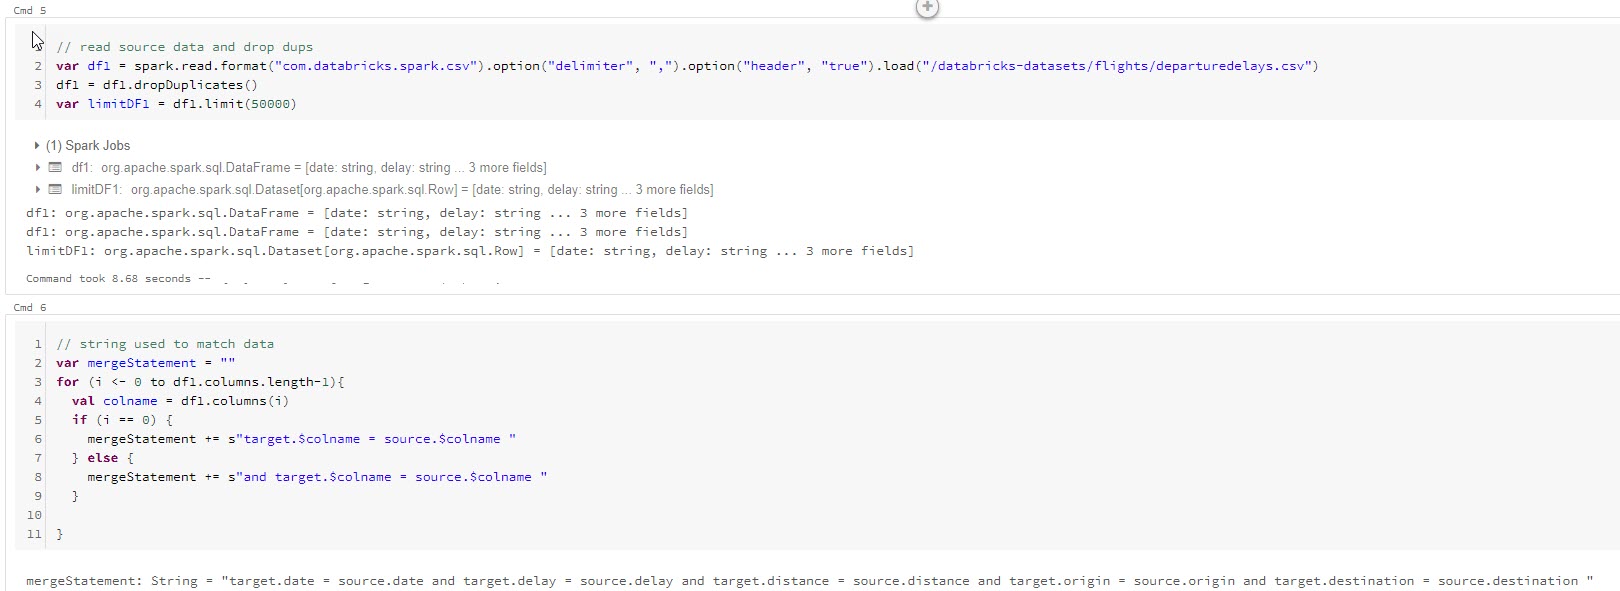 Cmd 5
// read source data and drop dups
2 var df1 = spark.read.format("com.databricks.spark.csv").option("delimiter", ",").option("header", "true").load("/databricks-datasets/flights/departuredelays.csv")
3 df1 = df1.dropDuplicates()
4 var limitDF1 = df1.limit(50000)
(1) Spark Jobs
df1: org.apache.spark.sql.DataFrame = [date: string, delay: string ... 3 more fields]
limitDF1: org.apache.spark.sql.Dataset[org.apache.spark.sql.Row] = [date: string, delay: string ... 3 more fields]
df1: org.apache.spark.sql.DataFrame = [date: string, delay: string ... 3 more fields]
df1: org.apache.spark.sql.DataFrame = [date: string, delay: string ... 3 more fields]
limitDF1: org.apache.spark.sql.Dataset[org.apache.spark.sql.Row] = [date: string, delay: string ... 3 more fields]
Command took 8.68 seconds --
Cmd 6
1 // string used to match data
2 var mergeStatement = ""
3 for (i <- 0 to df1.columns.length-1){
4 val colname = df1.columns(i)
5 if (i == 0) {
6 mergeStatement += s"target.$colname = source.$colname "
7 } else {
8 mergeStatement += s"and target.$colname = source.$colname "
9 }
10
11 }
mergeStatement: String = "target.date = source.date and target.delay = source.delay and target.distance = source.distance and target.origin = source.origin and target.destination = source.destination "